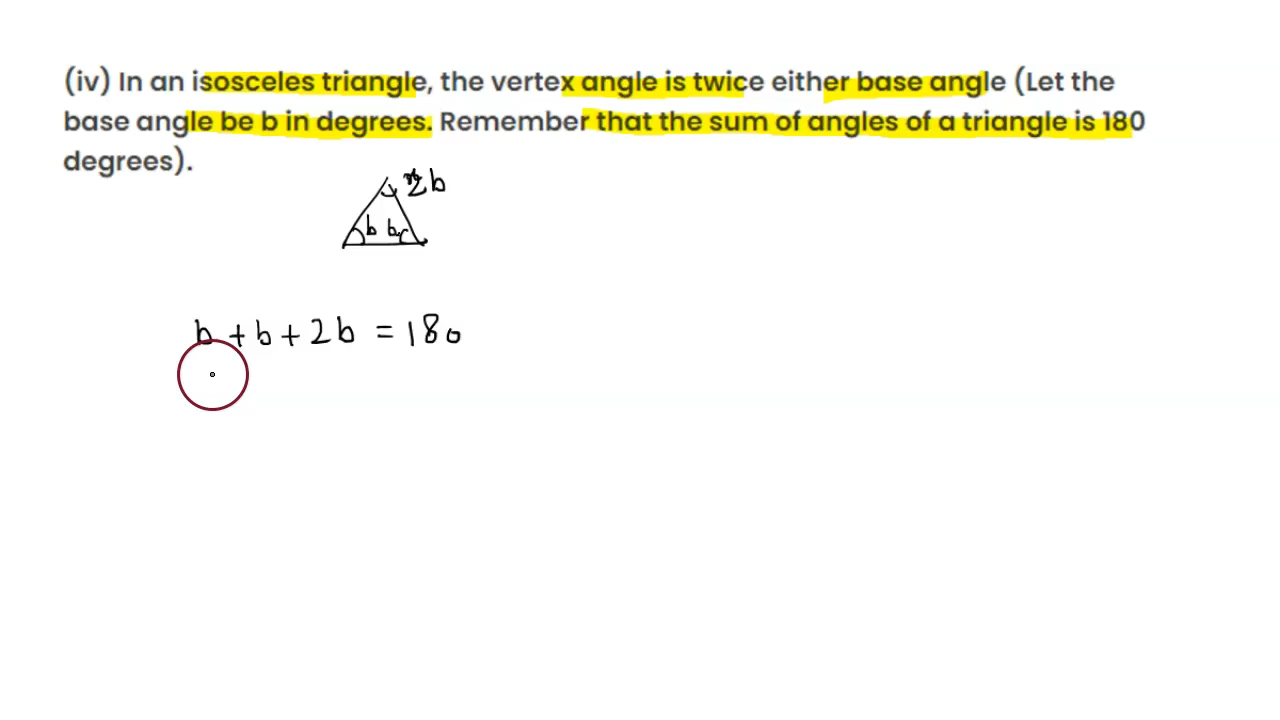 (iv) In an isosceles triangle, the vertex angle is twice either base angle (Let the
base angle be b in degrees. Remember that the sum of angles of a triangle is 180
degrees).
2b
b b
b + b + 2b = 180